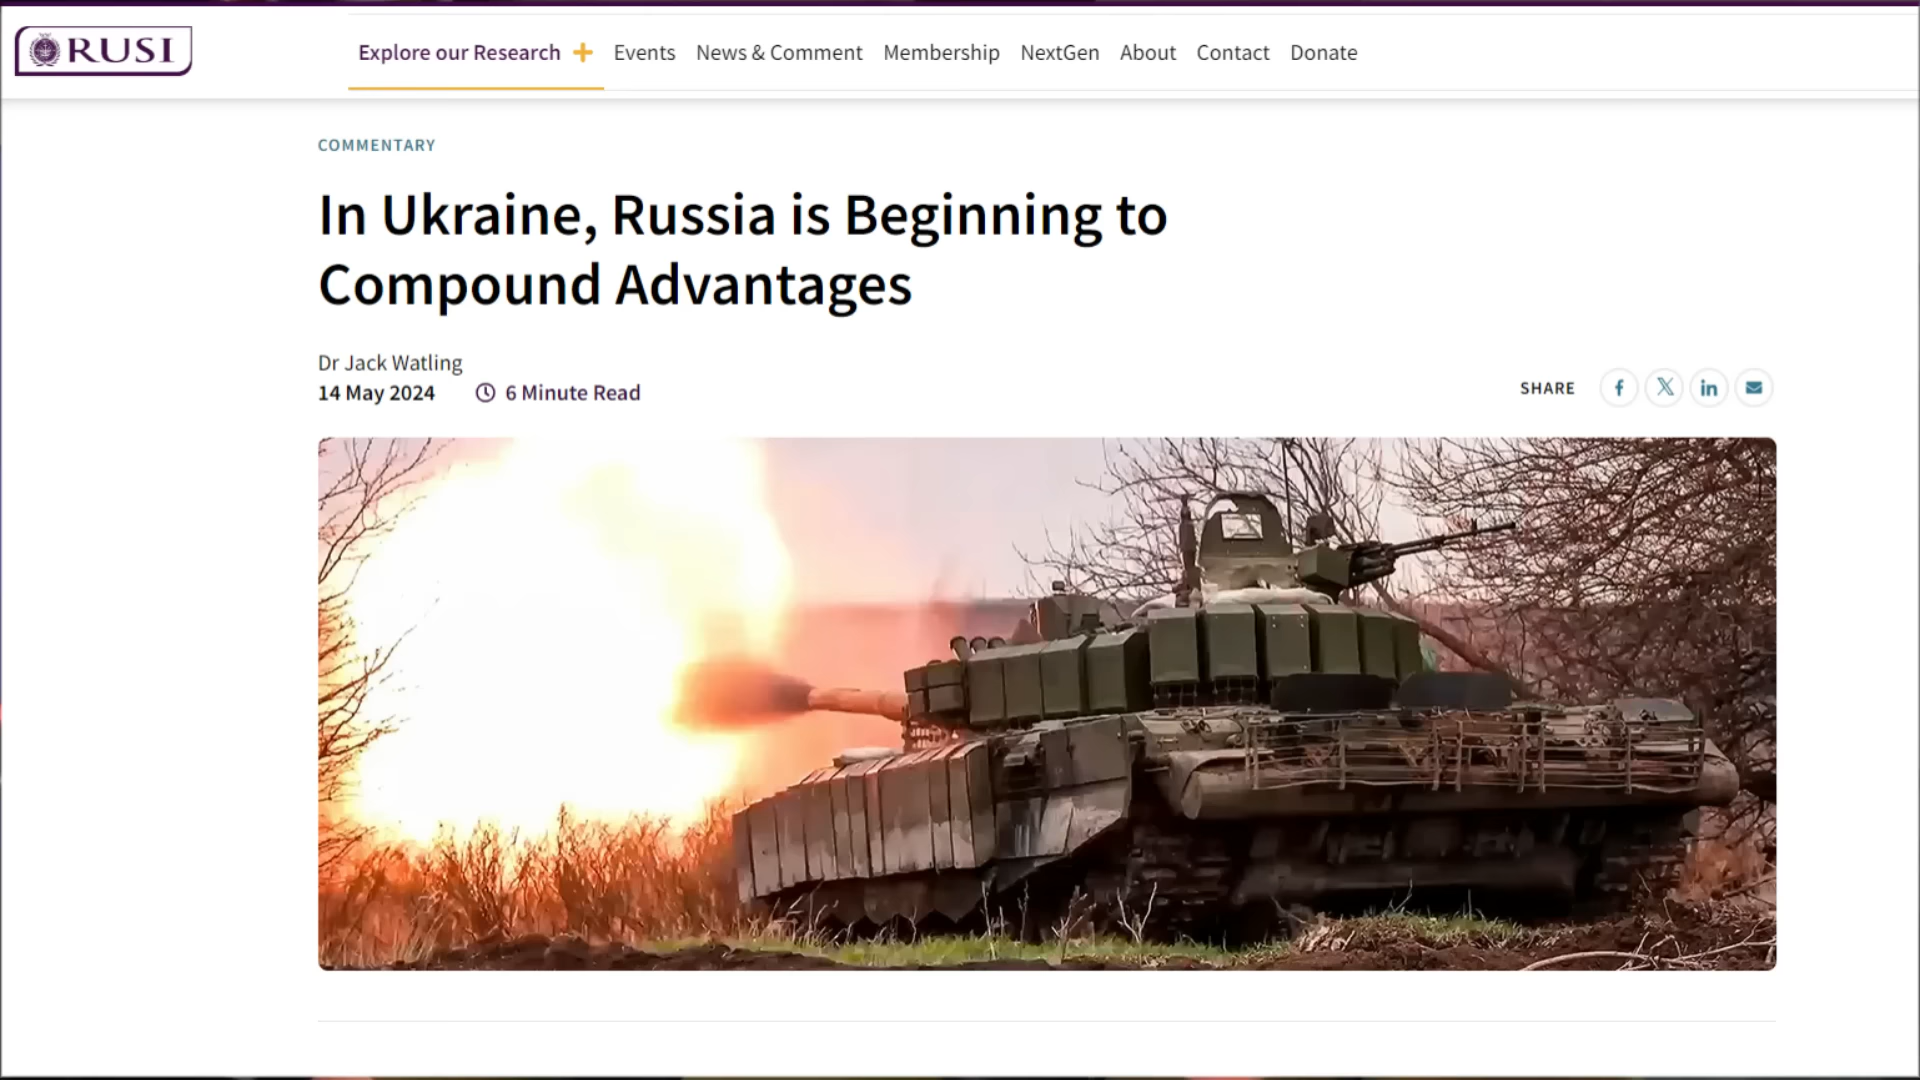 RUSI
Explore our Research + Events News & Comment Membership NextGen About Contact Donate
COMMENTARY
In Ukraine, Russia is Beginning to
Compound Advantages
Dr Jack Watling
14 May 2024 6 Minute Read
SHARE f X in